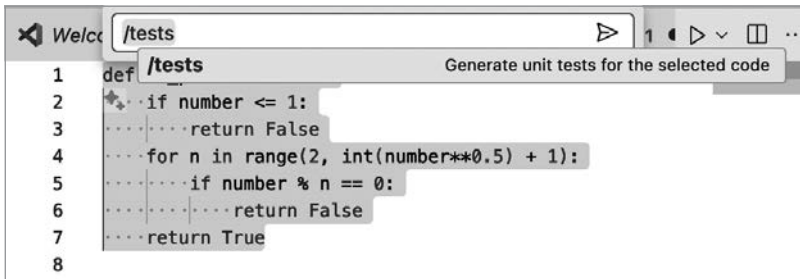 Welco
/tests
1
/tests Generate unit tests for the selected code
1 def
2 if number <= 1:
3 return False
4 for n in range(2, int(number**0.5) + 1):
5 if number % n == 0:
6 return False
7 return True
8